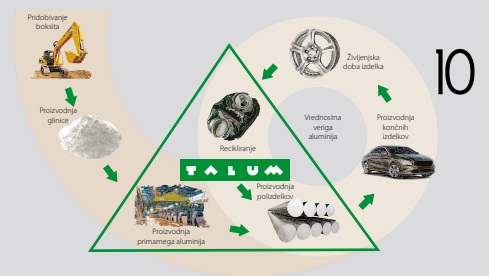 Pridobivanje
boksita
Proizvodnja
glinice
Proizvodnja
primarnega aluminija
TALUM
Recikliranje
Proizvodnja
polizdelkov
Vrednostna
veriga
aluminija
Proizvodnja
končnih
izdelkov
Življenjska
doba izdelka
10